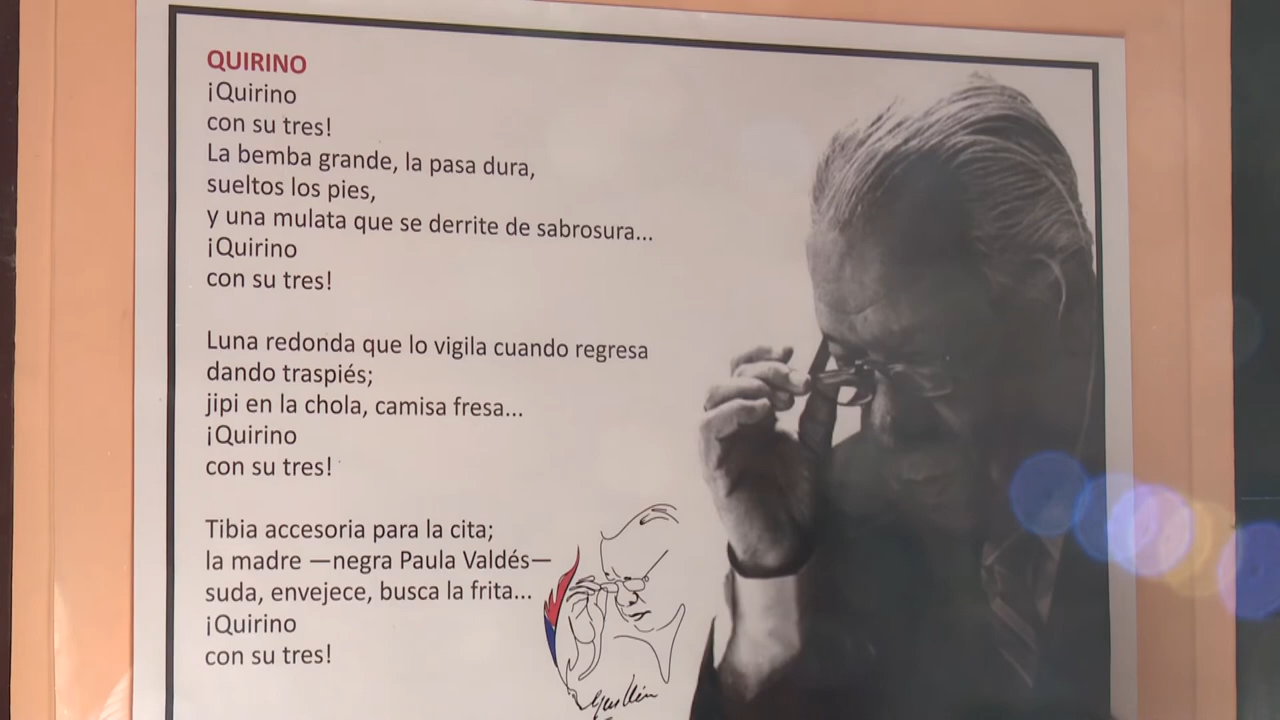 QUIRINO
¡Quirino
con su tres!
La bemba grande, la pasa dura,
sueltos los pies,
y una mulata que se derrite de sabrosura...
¡Quirino
con su tres!
Luna redonda que lo vigila cuando regresa
dando traspiés;
jipi en la chola, camisa fresa...
¡Quirino
con su tres!
Tibia accesoria para la cita;
la madre —negra Paula Valdés—
suda, envejece, busca la frita...
¡Quirino
con su tres!